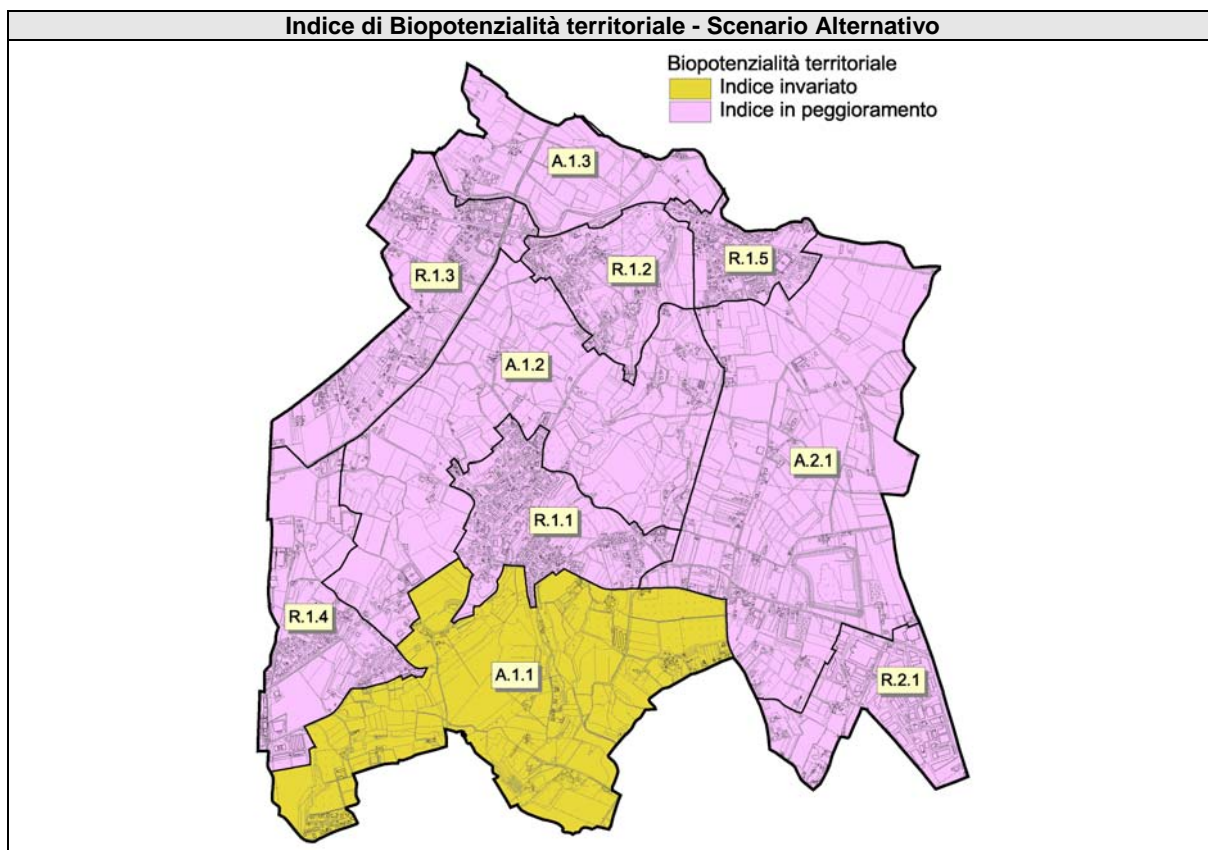 Indice di Biopotenzialità territoriale - Scenario Alternativo
Biopotenzialità territoriale
Indice invariato
Indice in peggioramento
A.1.3
R.1.3
R.1.2
R.1.5
A.1.2
A.2.1
R.1.1
R.1.4
A.1.1
R.2.1